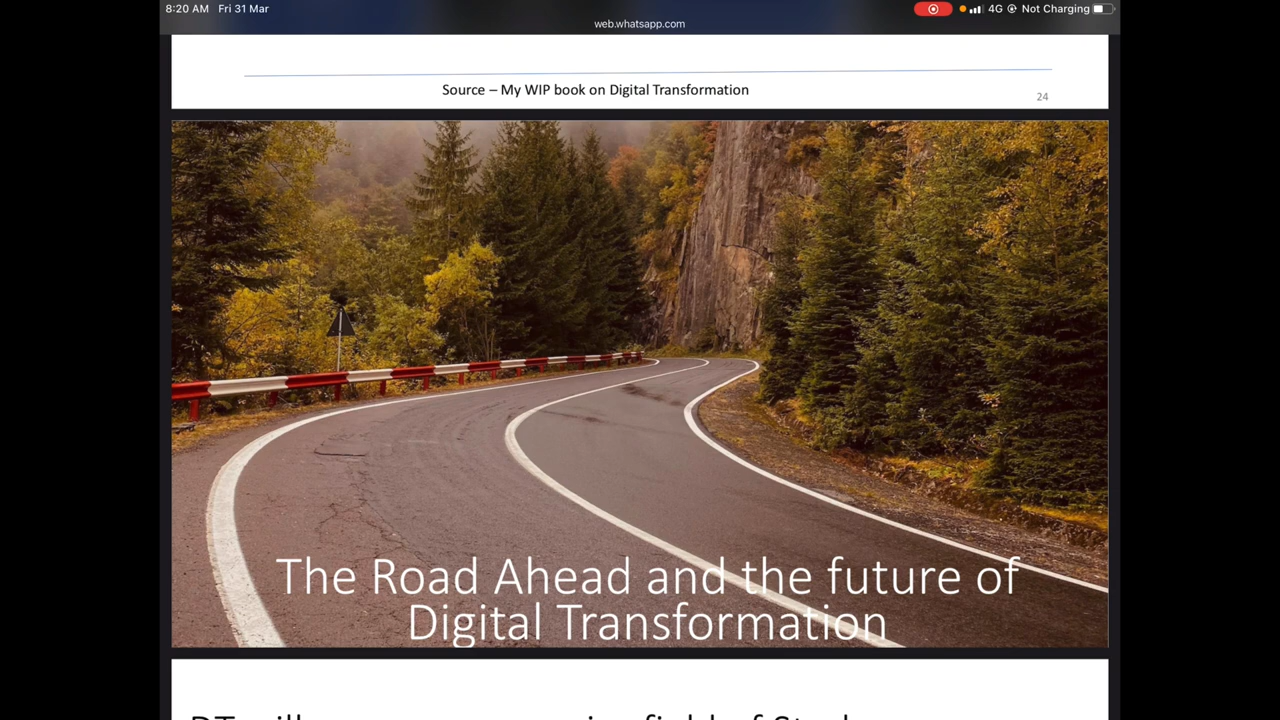 8:20 AM Fri 31 Mar
4G Not Charging
web.whatsapp.com
Source – My WIP book on Digital Transformation
24
The Road Ahead and the future of
Digital Transformation